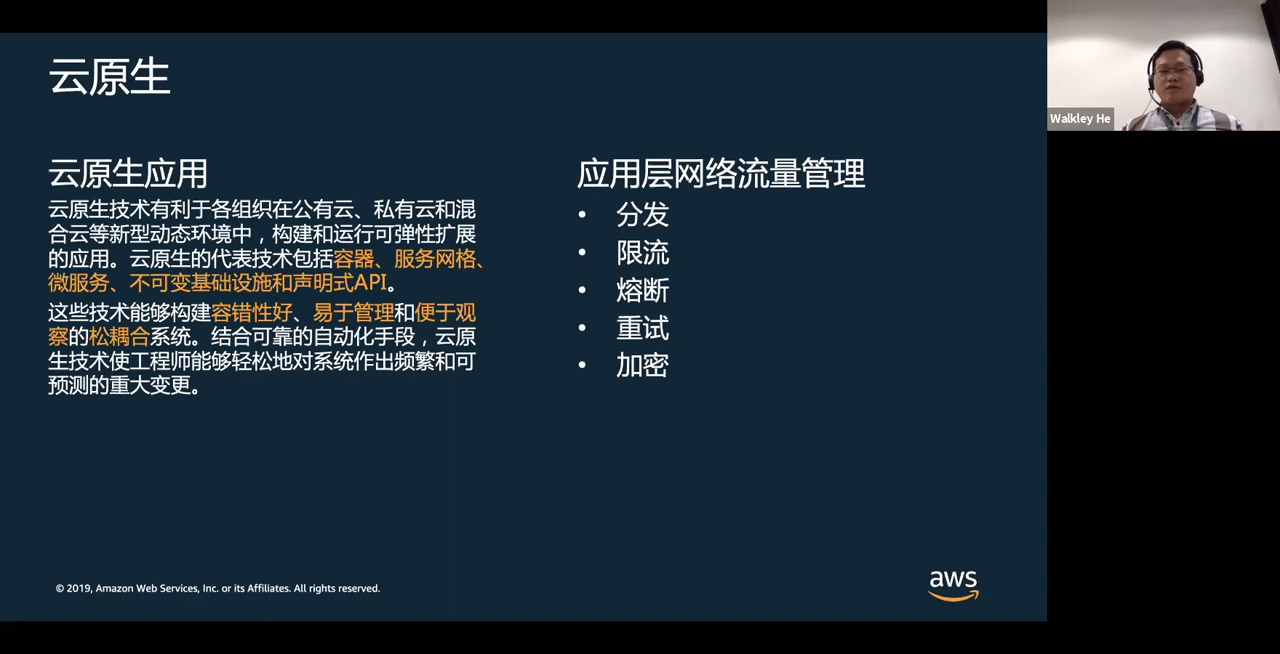 云原生
云原生应用
云原生技术有利于各组织在公有云、私有云和混
合云等新型动态环境中，构建和运行可弹性扩展
的应用。云原生的代表技术包括容器、服务网格、
微服务、不可变基础设施和声明式API。
这些技术能够构建容错性好、易于管理和便于观
察的松耦合系统。结合可靠的自动化手段，云原
生技术使工程师能够轻松地对系统作出频繁和可
预测的重大变更。
应用层网络流量管理
• 分发
• 限流
• 熔断
• 重试
• 加密
© 2019, Amazon Web Services, Inc. or its Affiliates. All rights reserved.
aws
Walkley He